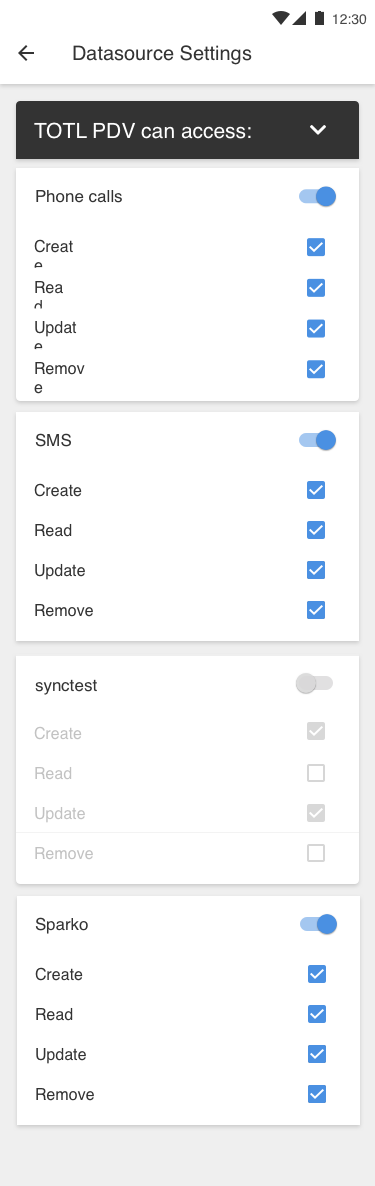 12:30
Datasource Settings
TOTL PDV can access:
Phone calls
Creat
e
Rea
d
Updat
e
Remov
e
SMS
Create
Read
Update
Remove
synctest
Create
Read
Update
Remove
Sparko
Create
Read
Update
Remove